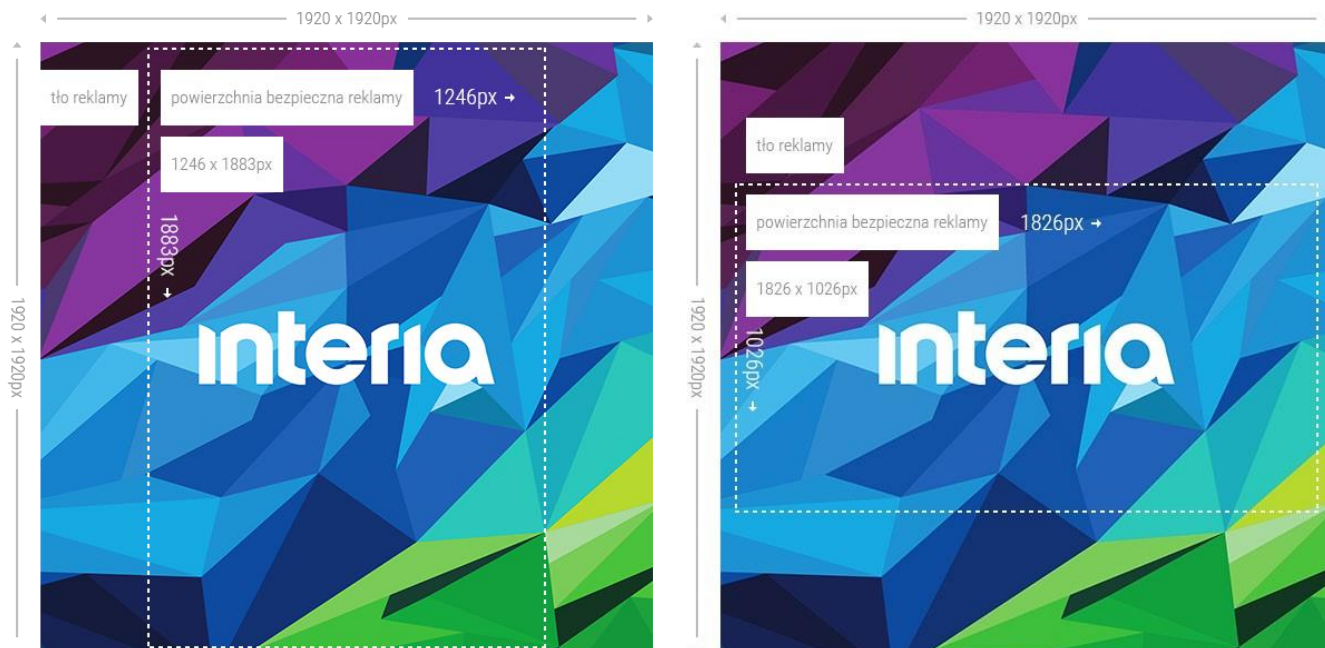 1920 x 1920px
1920 x 1920px
tło reklamy
powierzchnia bezpieczna reklamy
1246px
1246 x 1883px
1883px
interia
1920 x 1920px
1920 x 1920px
tło reklamy
powierzchnia bezpieczna reklamy
1826px
1826 x 1026px
1026px
interia